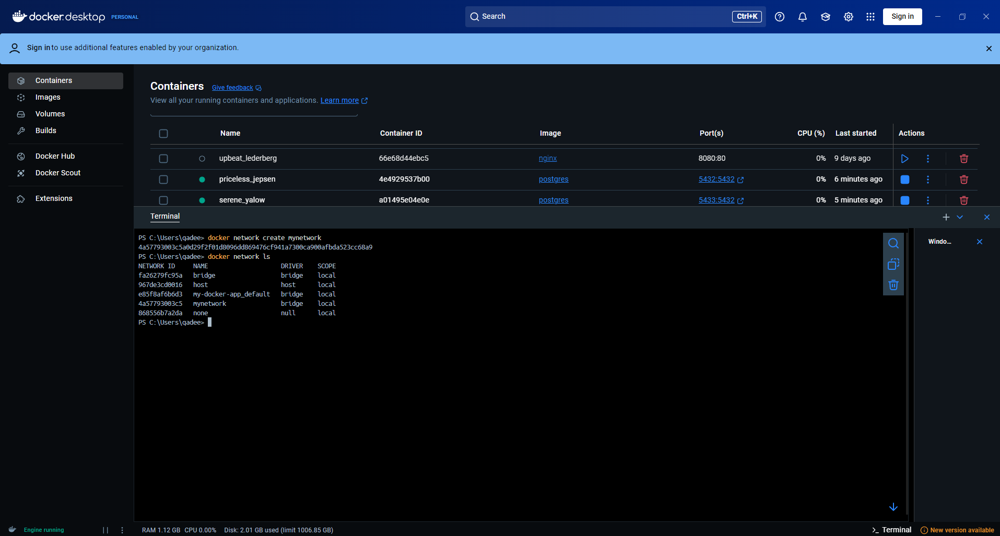 docker.desktop PERSONAL
Search Ctrl+K
Sign in
Sign in to use additional features enabled by your organization.
Containers
Images
Volumes
Builds
Docker Hub
Docker Scout
Extensions
Containers Give feedback
View all your running containers and applications. Learn more
Name Container ID Image Port(s) CPU (%) Last started Actions
upbeat_lederberg 66e68d44ebc5 nginx 8080:80 0% 9 days ago
priceless_jepsen 4e4929537b00 postgres 5432:5432 0% 6 minutes ago
serene_yalow a01495e04e0e postgres 5433:5432 0% 5 minutes ago
Terminal
PS C:\Users\qadee> docker network create mynetwork
4a57793003c5a0d29f2f01d8096dd869476cf941a7300ca900afbda523cc68a9
PS C:\Users\qadee> docker network ls
NETWORK ID NAME DRIVER SCOPE
fa26279fc95a bridge bridge local
967de3cd0016 host host local
e85f8af6b6d3 my-docker-app_default bridge local
4a57793003c5 mynetwork bridge local
868556b7a2da none null local
PS C:\Users\qadee>
Windo...
Engine running
RAM 1.12 GB CPU 0.00% Disk: 2.01 GB used (limit 1006.85 GB)
Terminal
New version available